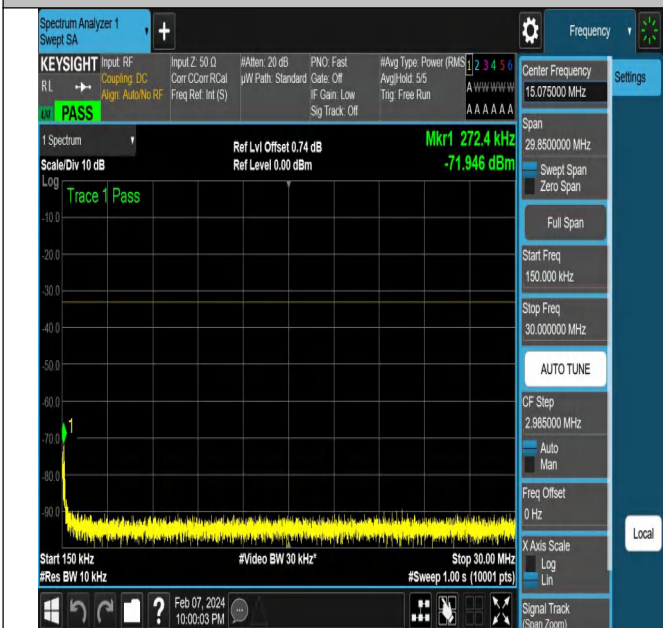 Spectrum Analyzer 1
Swept SA
+
Frequency
KEYSIGHT
RL
LXI
PASS
Input: RF
Coupling: DC
Align: Auto/No RF
Input Z: 50 Ω
Corr CCorr RCal
Freq Ref: Int (S)
#Atten: 20 dB
µW Path: Standard
PNO: Fast
Gate: Off
IF Gain: Low
Sig Track: Off
#Avg Type: Power (RMS
Avg|Hold: 5/5
Trig: Free Run
1 2 3 4 5 6
A W W W W W
A A A A A A
1 Spectrum
Scale/Div 10 dB
Log
Ref Lvl Offset 0.74 dB
Ref Level 0.00 dBm
Mkr1 272.4 kHz
-71.946 dBm
Trace 1 Pass
-10.0
-20.0
-30.0
-40.0
-50.0
-60.0
1
-70.0
-80.0
-90.0
Start 150 kHz
#Res BW 10 kHz
#Video BW 30 kHz*
Stop 30.00 MHz
#Sweep 1.00 s (10001 pts)
?
Feb 07, 2024
10:00:03 PM
Center Frequency
15.075000 MHz
Settings
Span
29.8500000 MHz
Swept Span
Zero Span
Full Span
Start Freq
150.000 kHz
Stop Freq
30.000000 MHz
AUTO TUNE
CF Step
2.985000 MHz
Auto
Man
Freq Offset
0 Hz
Local
X Axis Scale
Log
Lin
Signal Track
(Span Zoom)